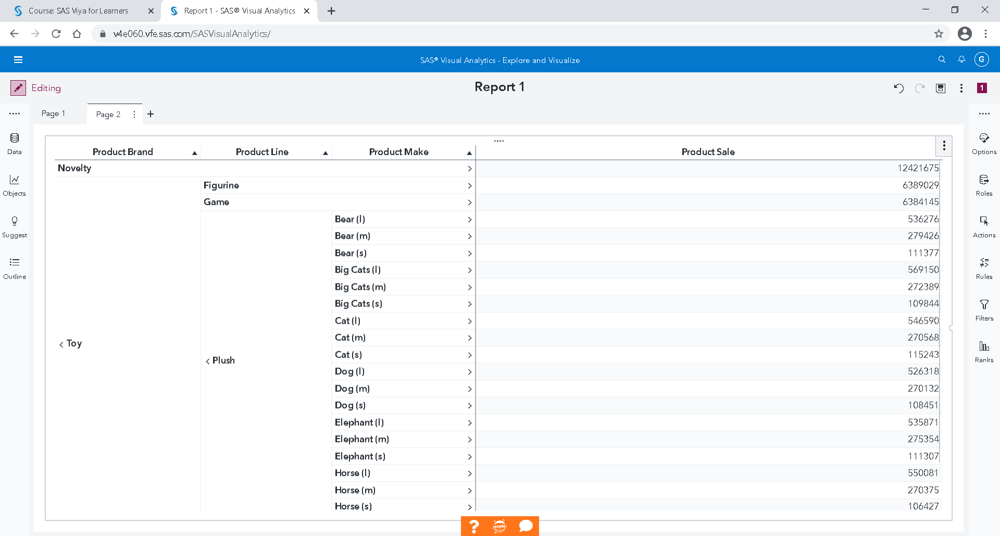 Course: SAS Viya for Learners
Report 1 - SAS® Visual Analytics
v4e060.vfe.sas.com/SASVisualAnalytics/
SAS® Visual Analytics - Explore and Visualize
G
Editing
Report 1
1
Page 1
Page 2
Data
Objects
Suggest
Outline
Product Brand Product Line Product Make Product Sale
Novelty 12421675
Figurine 6389029
Game 6384145
Bear (l) 536276
Bear (m) 279426
Bear (s) 111377
Big Cats (l) 569150
Big Cats (m) 272389
Big Cats (s) 109844
Cat (l) 546590
Cat (m) 270568
Toy
Cat (s) 115243
Plush
Dog (l) 526318
Dog (m) 270132
Dog (s) 108451
Elephant (l) 535871
Elephant (m) 275354
Elephant (s) 111307
Horse (l) 550081
Horse (m) 270375
Horse (s) 106427
Options
Roles
Actions
Rules
Filters
Ranks
?
jupyter